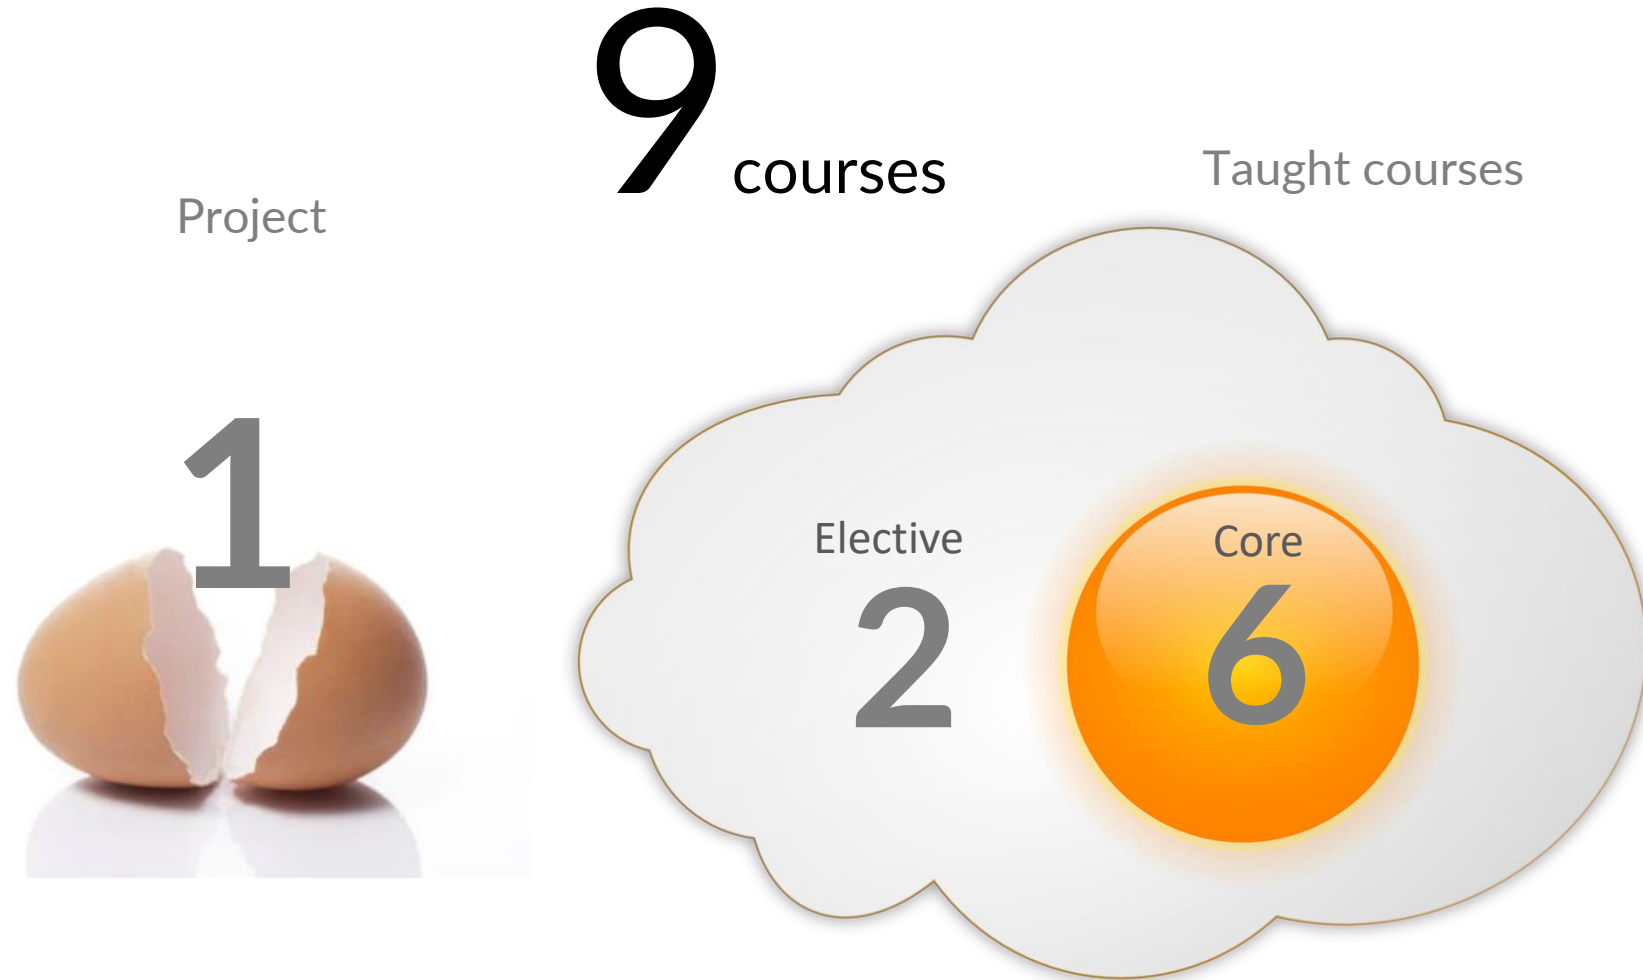 9 courses
Project
Taught courses
1
Elective
2
Core
6